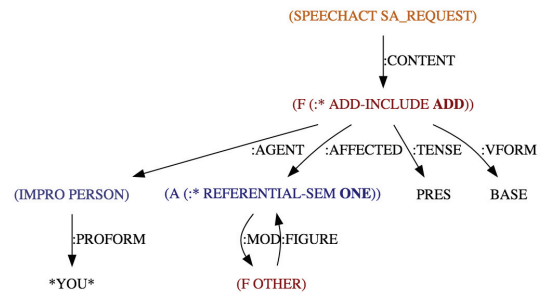 (SPEECHACT SA_REQUEST)
:CONTENT
(F (:* ADD-INCLUDE ADD))
:AGENT :AFFECTED :TENSE :VFORM
(IMPRO PERSON) (A (:* REFERENTIAL-SEM ONE)) PRES BASE
:PROFORM :MOD :FIGURE
*YOU* (F OTHER)